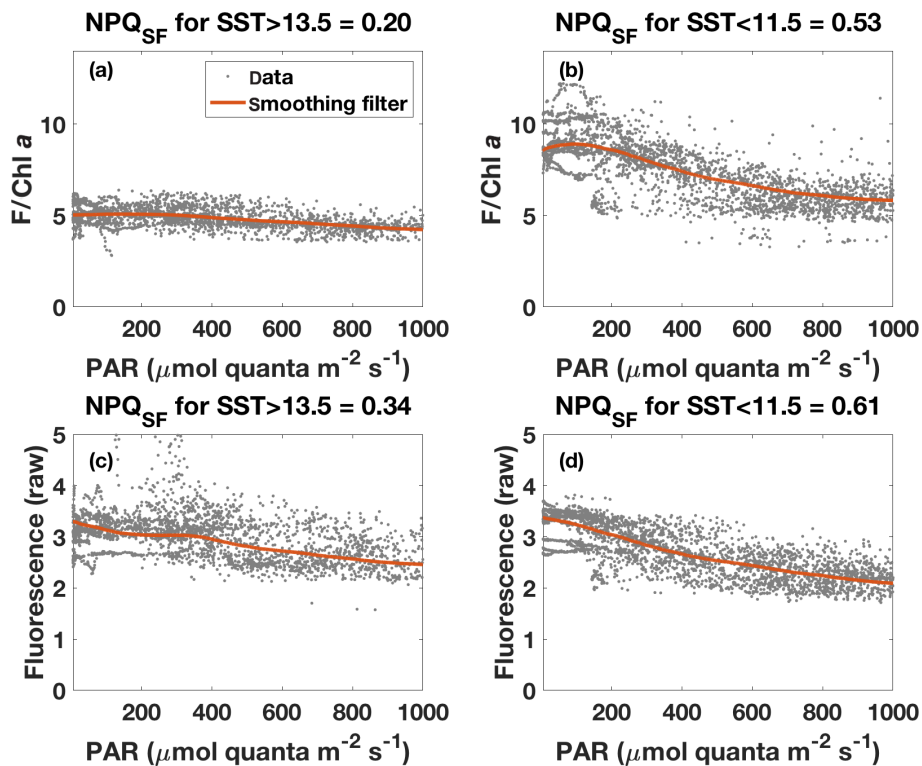 NPQ_SF for SST>13.5 = 0.20
NPQ_SF for SST<11.5 = 0.53
(a)
Data
Smoothing filter
(b)
10
5
0
F/Chl a
200 400 600 800 1000
PAR (μmol quanta m⁻² s⁻¹)
10
5
0
F/Chl a
200 400 600 800 1000
PAR (μmol quanta m⁻² s⁻¹)
NPQ_SF for SST>13.5 = 0.34
NPQ_SF for SST<11.5 = 0.61
(c)
5
4
3
2
1
0
Fluorescence (raw)
200 400 600 800 1000
PAR (μmol quanta m⁻² s⁻¹)
(d)
5
4
3
2
1
0
Fluorescence (raw)
200 400 600 800 1000
PAR (μmol quanta m⁻² s⁻¹)